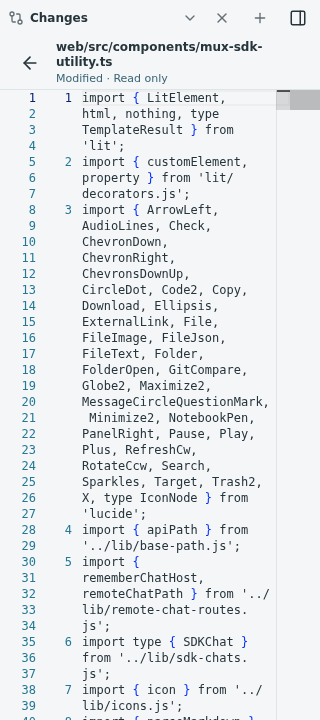 Changes
web/src/components/mux-sdk-
utility.ts
Modified · Read only
1 1 import { LitElement,
2 html, nothing, type
3 TemplateResult } from
4 'lit';
5 2 import { customElement,
6 property } from 'lit/
7 decorators.js';
8 3 import { ArrowLeft,
9 AudioLines, Check,
10 ChevronDown,
11 ChevronRight,
12 ChevronsDownUp,
13 CircleDot, Code2, Copy,
14 Download, Ellipsis,
15 ExternalLink, File,
16 FileImage, FileJson,
17 FileText, Folder,
18 FolderOpen, GitCompare,
19 Globe2, Maximize2,
20 MessageCircleQuestionMark,
21 Minimize2, NotebookPen,
22 PanelRight, Pause, Play,
23 Plus, RefreshCw,
24 RotateCcw, Search,
25 Sparkles, Target, Trash2,
26 X, type IconNode } from
27 'lucide';
28 4 import { apiPath } from
29 '../lib/base-path.js';
30 5 import {
31 rememberChatHost,
32 remoteChatPath } from '../
33 lib/remote-chat-routes.
34 js';
35 6 import type { SDKChat }
36 from '../lib/sdk-chats.
37 js';
38 7 import { icon } from '../
39 lib/icons.js';
40 8 import { parseMarkdown }